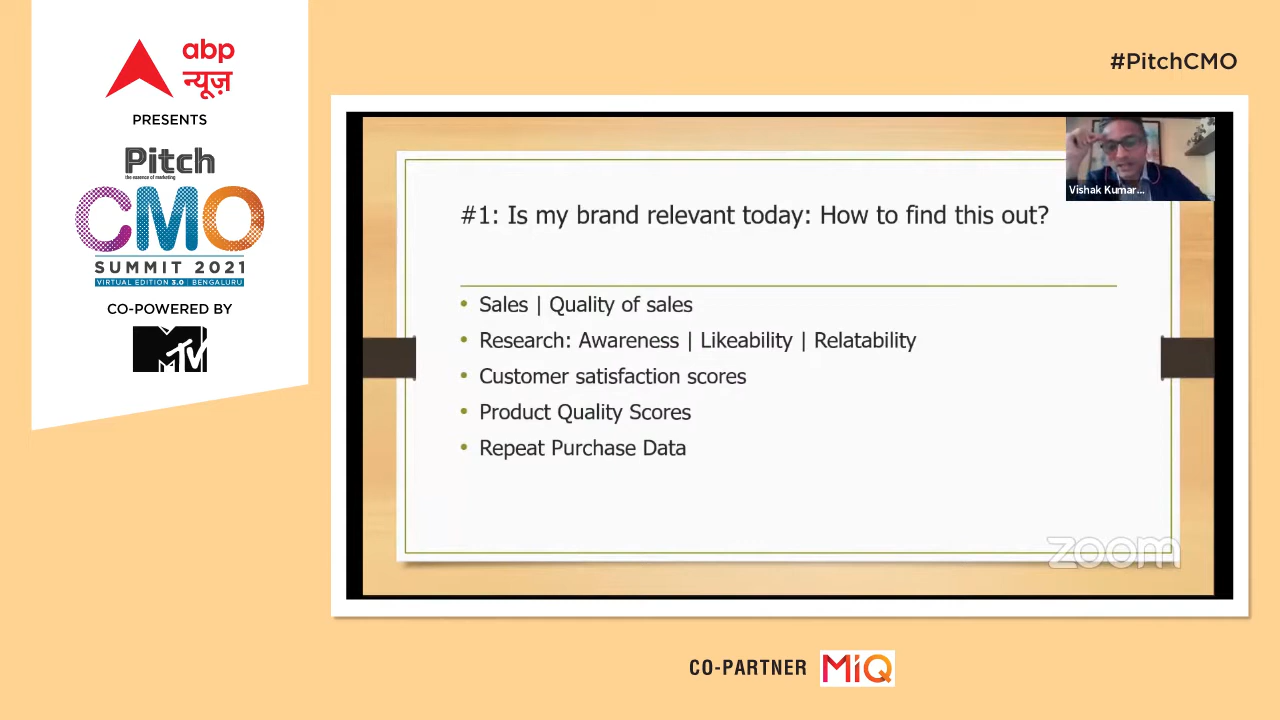 abp
न्यूज़
PRESENTS
Pitch
the essence of marketing
CMO
SUMMIT 2021
VIRTUAL EDITION 3.0 | BENGALURU
CO-POWERED BY
MTV
#PitchCMO
Vishak Kumar...
#1: Is my brand relevant today: How to find this out?
• Sales | Quality of sales
• Research: Awareness | Likeability | Relatability
• Customer satisfaction scores
• Product Quality Scores
• Repeat Purchase Data
zoom
CO-PARTNER MiQ